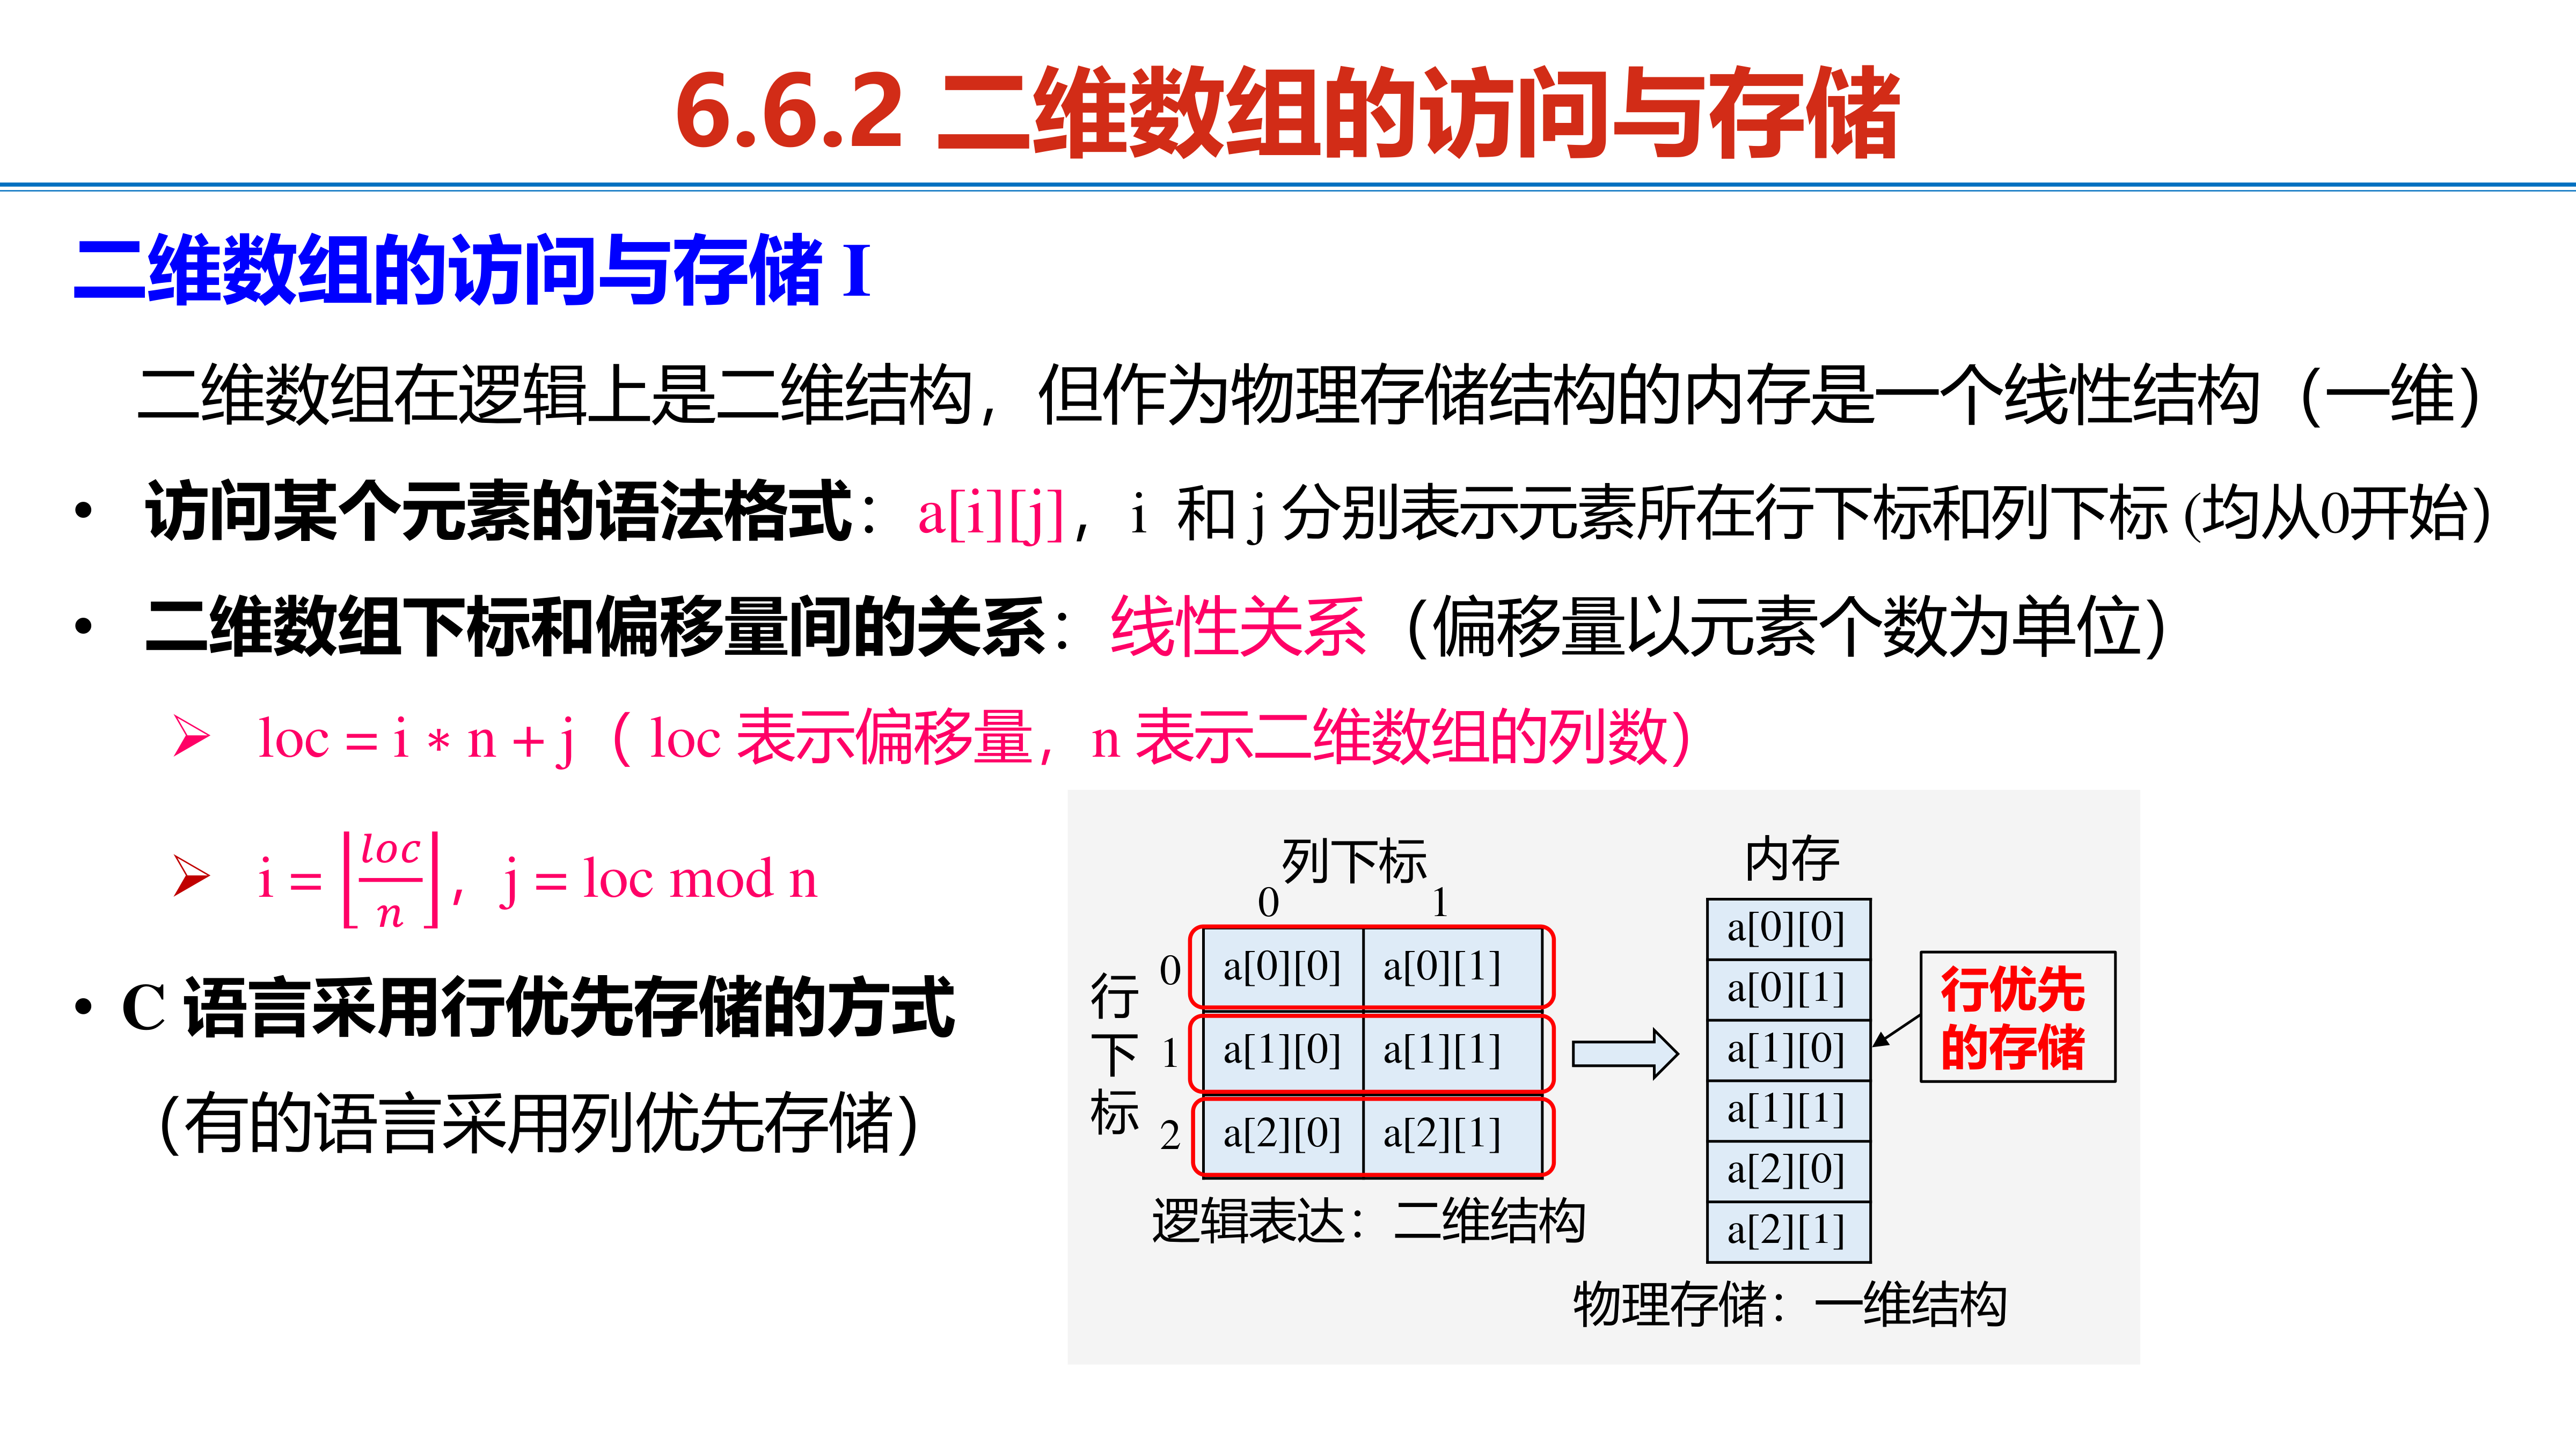 6.6.2 二维数组的访问与存储
二维数组的访问与存储 I
二维数组在逻辑上是二维结构，但作为物理存储结构的内存是一个线性结构（一维）
• 访问某个元素的语法格式：a[i][j]，i 和 j 分别表示元素所在行下标和列下标 (均从0开始）
• 二维数组下标和偏移量间的关系：线性关系（偏移量以元素个数为单位）
➢ loc = i * n + j（ loc 表示偏移量，n 表示二维数组的列数）
➢ i = ⌊loc/n⌋，j = loc mod n
• C 语言采用行优先存储的方式
（有的语言采用列优先存储）
列下标
0 1
行下标
0 a[0][0] a[0][1]
1 a[1][0] a[1][1]
2 a[2][0] a[2][1]
逻辑表达：二维结构
内存
a[0][0]
a[0][1]
a[1][0]
a[1][1]
a[2][0]
a[2][1]
行优先
的存储
物理存储：一维结构